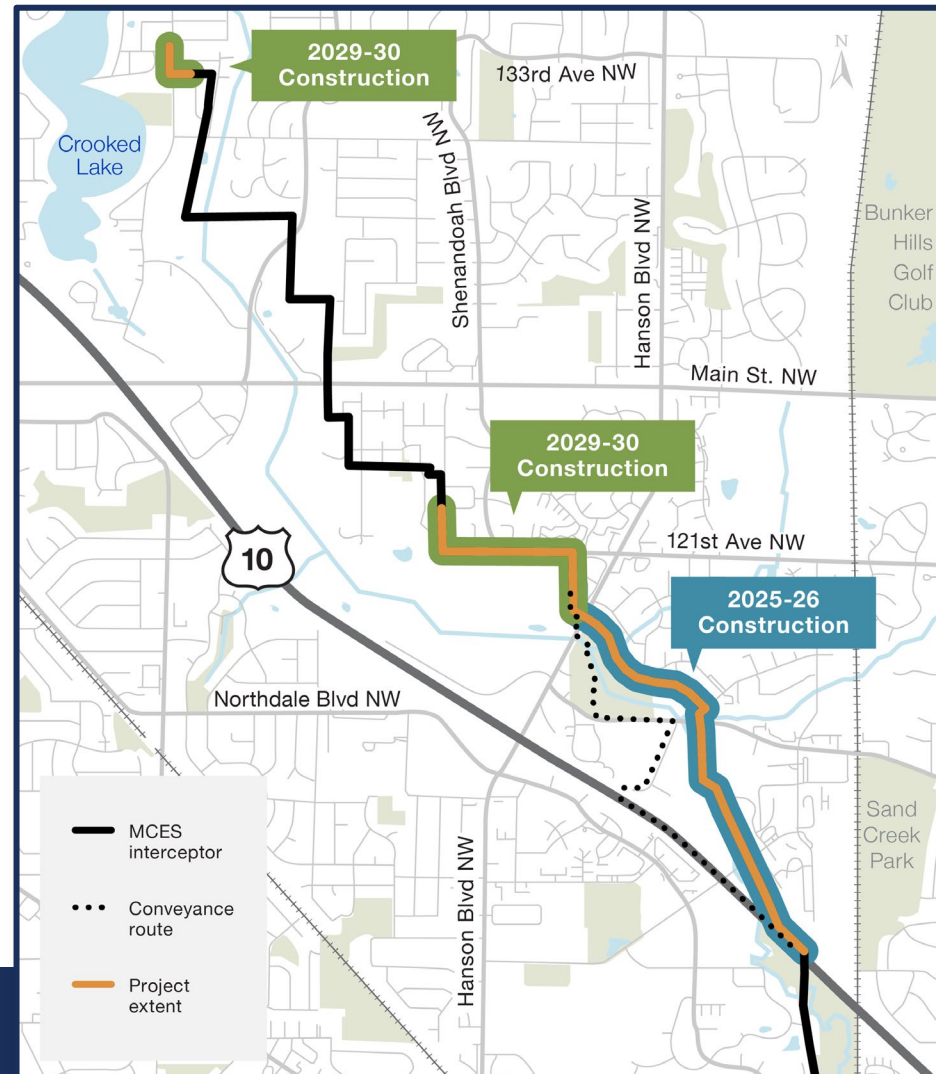 2029-30
Construction
133rd Ave NW
N
Crooked
Lake
Shenandoah Blvd NW
Hanson Blvd NW
Bunker
Hills
Golf
Club
Main St. NW
2029-30
Construction
10
121st Ave NW
2025-26
Construction
Northdale Blvd NW
MCES
interceptor
Conveyance
route
Project
extent
Hanson Blvd NW
Sand
Creek
Park